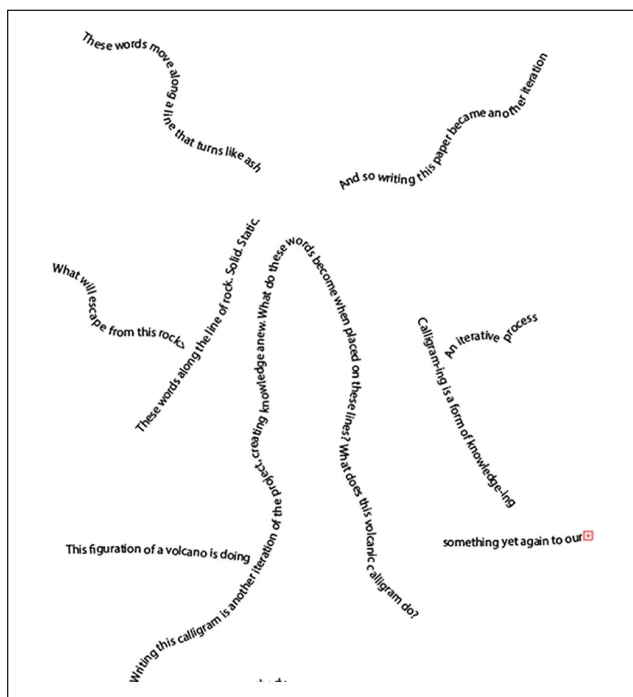 These words move along a line that turns like ash
And so writing this paper became another iteration
What will escape from this rock
These words along the line of rock. Solid. Static.
Writing this calligram is another iteration of the project, creating knowledge anew. What do these words become when placed on these lines? What does this volcanic calligram do?
Calligram-ing is a form of knowledge-ing
An iterative process
This figuration of a volcano is doing
something yet again to our